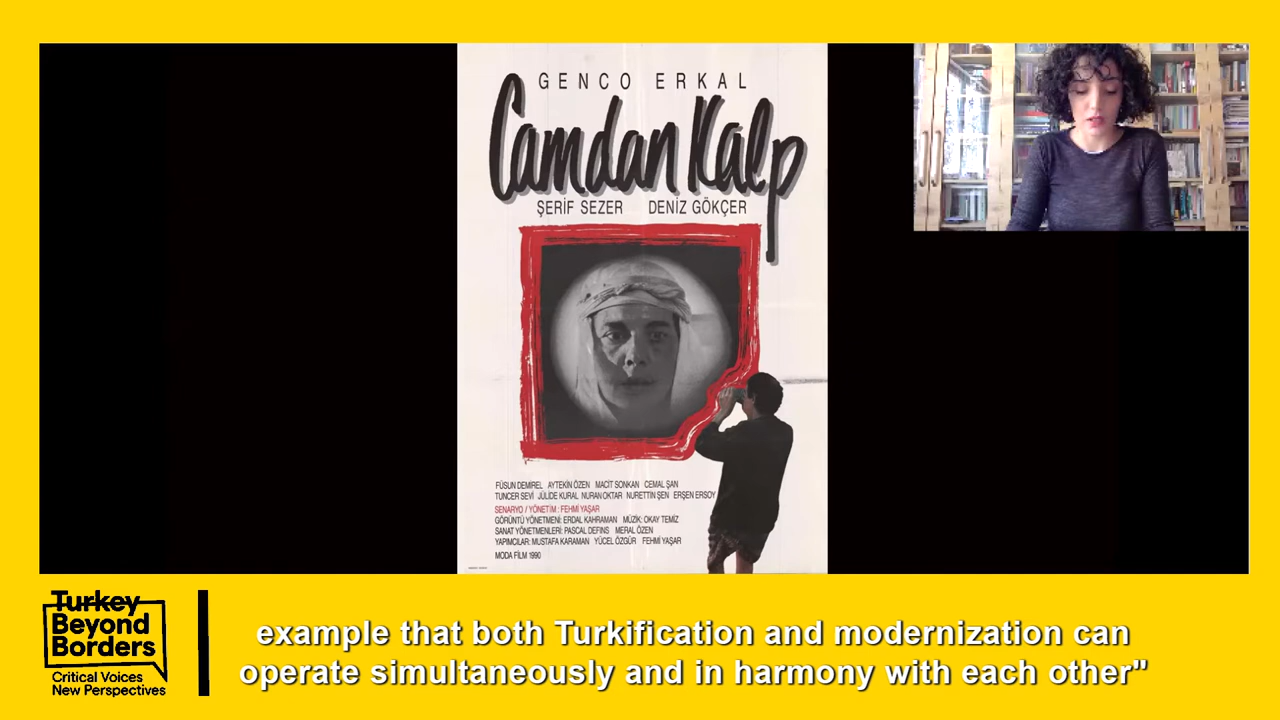 GENCO ERKAL
Camdan Kalp
ŞERİF SEZER DENİZ GÖKÇER
FÜSUN DEMİREL AYTEKİN ÖZEN MACİT SONKAN CEMAL ŞAN
TUNCER SEVİ JÜLİDE KURAL NURAN OKTAR NURETTİN ŞEN ERŞEN ERSOY
SENARYO / YÖNETİM : FEHMİ YAŞAR
GÖRÜNTÜ YÖNETMENİ: ERDAL KAHRAMAN MÜZİK: OKAY TEMİZ
SANAT YÖNETMENLERİ: PASCAL DEFINS MERAL ÖZEN
YAPIMCILAR: MUSTAFA KARAMAN YÜCEL ÖZGÜR FEHMİ YAŞAR
MODA FİLM 1990
Turkey
Beyond
Borders
Critical Voices
New Perspectives
example that both Turkification and modernization can
operate simultaneously and in harmony with each other"